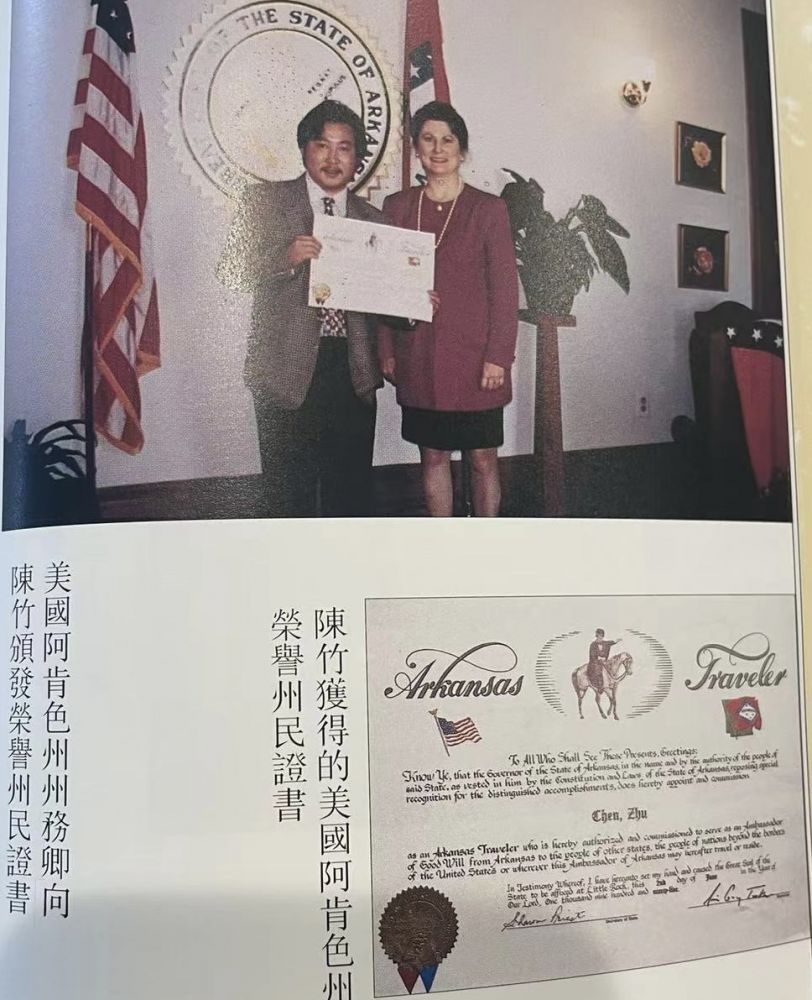 OF THE STATE OF ARKANSAS
美國阿肯色州州務卿向
陳竹頒發榮譽州民證書
陳竹獲得的美國阿肯色州
榮譽州民證書
Arkansas Traveler
To All Who Shall See These Presents, Greetings:
Know Ye, that the Governor of the State of Arkansas, in the name and by the authority of the people of
said State, as vested in him by the Constitution and Laws of the State of Arkansas, reposing special
recognition for the distinguished accomplishments, does hereby appoint and commission
Chen, Zhu
as an Arkansas Traveler who is hereby authorized and commissioned to serve as an Ambassador
of Good Will from Arkansas to the people of other states, the people of nations beyond the borders
of the United States or wherever this Ambassador of Arkansas may hereafter travel or reside.
In Testimony Whereof, I have hereunto set my hand and caused the Great Seal of the
State to be affixed at Little Rock, this day of in the Year of
Our Lord, One thousand nine hundred and
Sharon Priest
Secretary of State